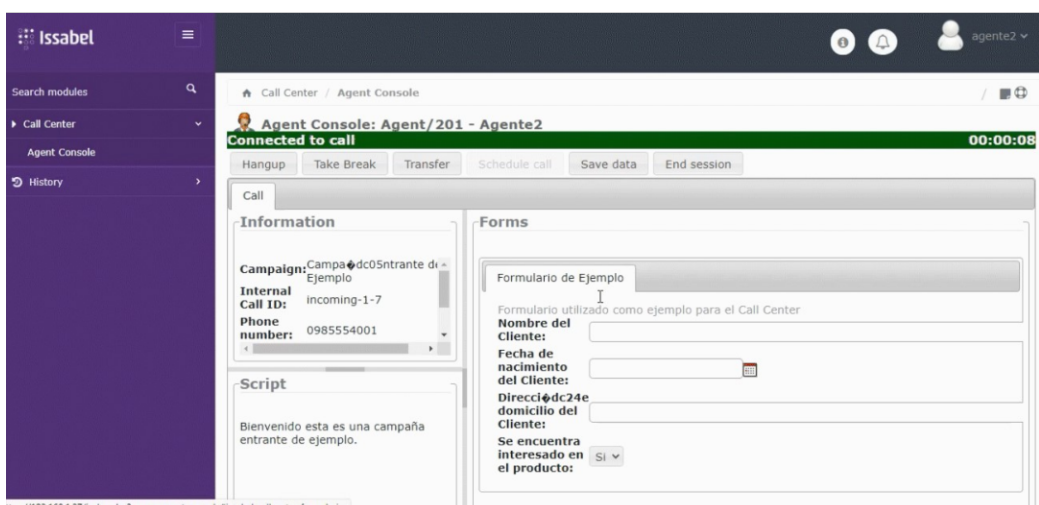 Issabel
agente2
Search modules
Call Center / Agent Console
/
Call Center
Agent Console
History
Agent Console: Agent/201 - Agente2
Connected to call 00:00:08
Hangup Take Break Transfer Schedule call Save data End session
Call
Information
Campaign: Campa�dc05ntrante de
Ejemplo
Internal
Call ID: incoming-1-7
Phone
number: 0985554001
Script
Bienvenido esta es una campaña
entrante de ejemplo.
Forms
Formulario de Ejemplo
Formulario utilizado como ejemplo para el Call Center
Nombre del
Cliente:
Fecha de
nacimiento
del Cliente:
Direcci�dc24e
domicilio del
Cliente:
Se encuentra
interesado en Si
el producto: